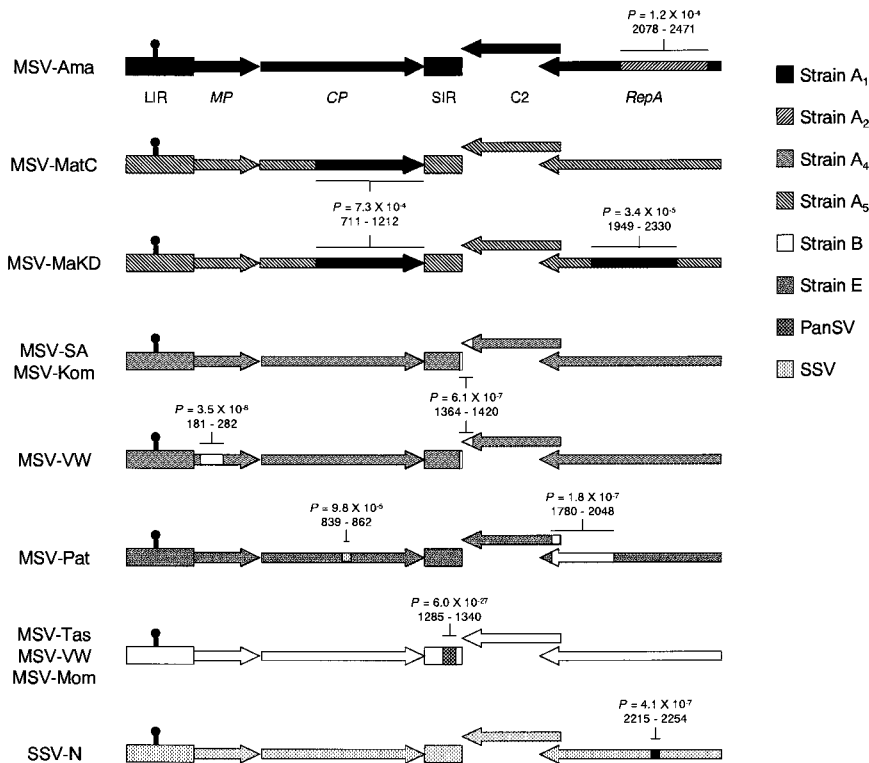 P = 1.2 X 10⁻⁴
2078 - 2471
MSV-Ama
LIR MP CP SIR C2 RepA
MSV-MatC
P = 7.3 X 10⁻⁴
711 - 1212
P = 3.4 X 10⁻⁵
1949 - 2330
MSV-MaKD
MSV-SA
MSV-Kom
P = 6.1 X 10⁻⁷
1364 - 1420
P = 3.5 X 10⁻⁸
181 - 282
MSV-VW
P = 9.8 X 10⁻⁵
839 - 862
P = 1.8 X 10⁻⁷
1780 - 2048
MSV-Pat
P = 6.0 X 10⁻²⁷
1285 - 1340
MSV-Tas
MSV-VW
MSV-Mom
P = 4.1 X 10⁻⁷
2215 - 2254
SSV-N
Strain A₁
Strain A₂
Strain A₄
Strain A₅
Strain B
Strain E
PanSV
SSV